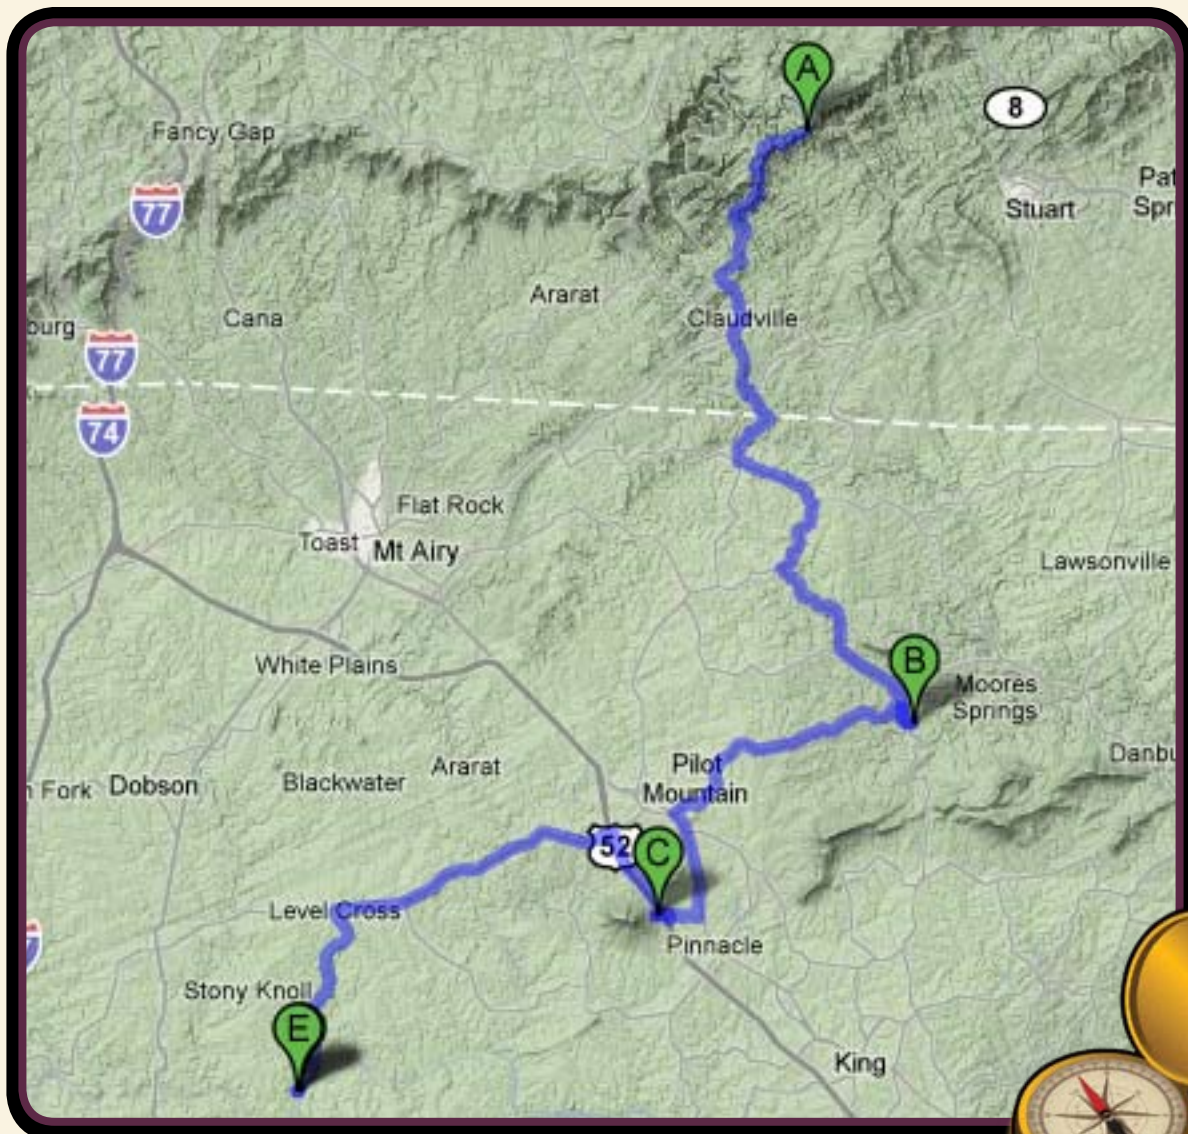 A
8
Fancy Gap
77
Stuart
Ararat
Cana
Claudville
77
74
Flat Rock
Toast
Mt Airy
Lawsonville
White Plains
B
Moores
Springs
Pilot
Mountain
Ararat
Blackwater
Dobson
Fork
52
C
Level Cross
Pinnacle
Stony Knoll
E
King